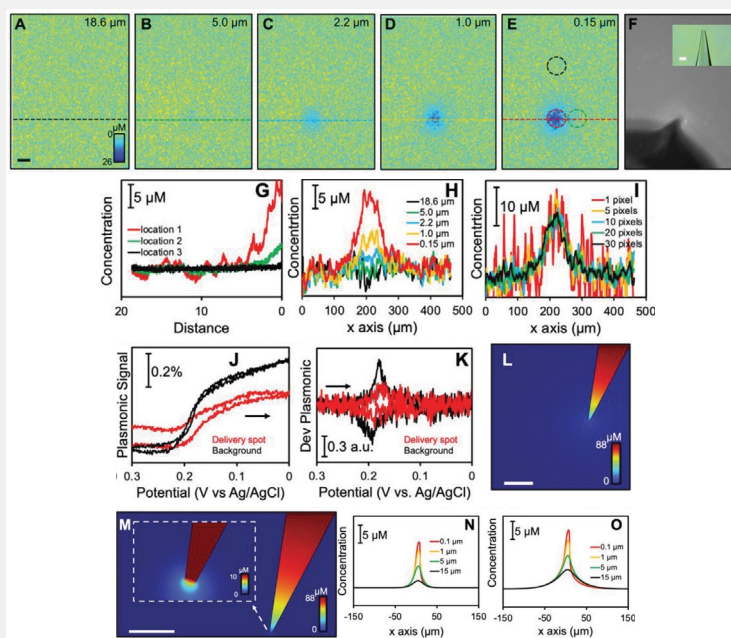 A 18.6 µm
B 5.0 µm
C 2.2 µm
D 1.0 µm
E 0.15 µm
F
µM
0
26
G
5 µM
Concentration
location 1
location 2
location 3
20 10 0
Distance
H
5 µM
Concentrtion
18.6 µm
5.0 µm
2.2 µm
1.0 µm
0.15 µm
0 100 200 300 400 500
x axis (µm)
I
10 µM
Concentrtion
1 pixel
5 pixels
10 pixels
20 pixels
30 pixels
0 100 200 300 400 500
x axis (µm)
J
0.2%
Plasmonic Signal
Delivery spot
Background
0.3 0.2 0.1 0
Potential (V vs Ag/AgCl)
K
Dev Plasmonic
0.3 a.u.
Delivery spot
Background
0.3 0.2 0.1 0
Potential (V vs. Ag/AgCl)
L
µM
88
0
M
µM
10
0
µM
88
0
N
5 µM
Concentration
0.1 µm
1 µm
5 µm
15 µm
-150 -50 50 150
x axis (µm)
O
5 µM
Concentration
0.1 µm
1 µm
5 µm
15 µm
-150 -50 50 150
x axis (µm)